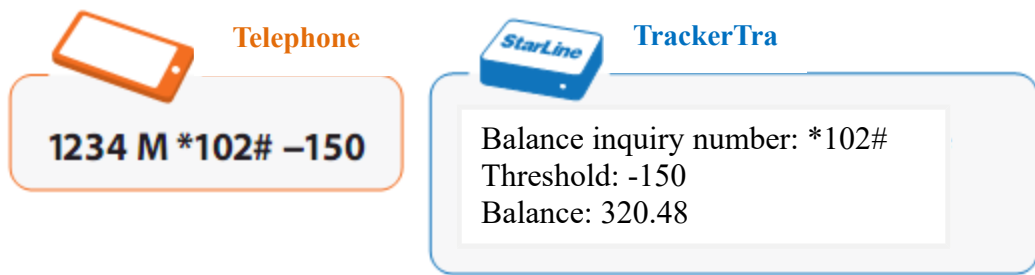 Telephone
1234 M *102# –150
StarLine
TrackerTra
Balance inquiry number: *102#
Threshold: -150
Balance: 320.48